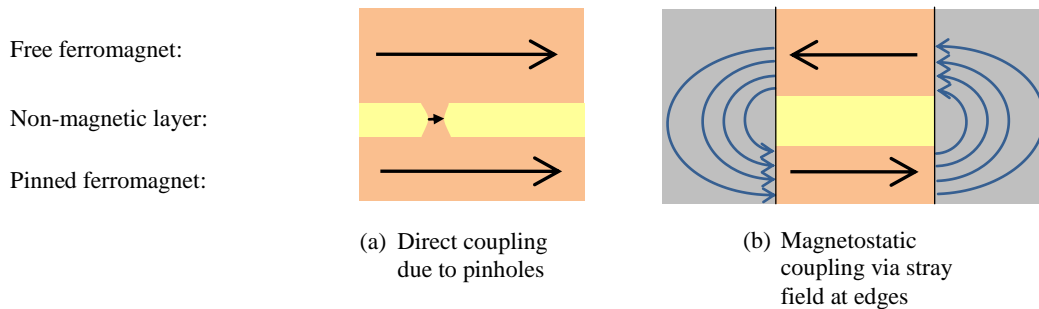 Free ferromagnet:
Non-magnetic layer:
Pinned ferromagnet:
(a) Direct coupling
due to pinholes
(b) Magnetostatic
coupling via stray
field at edges